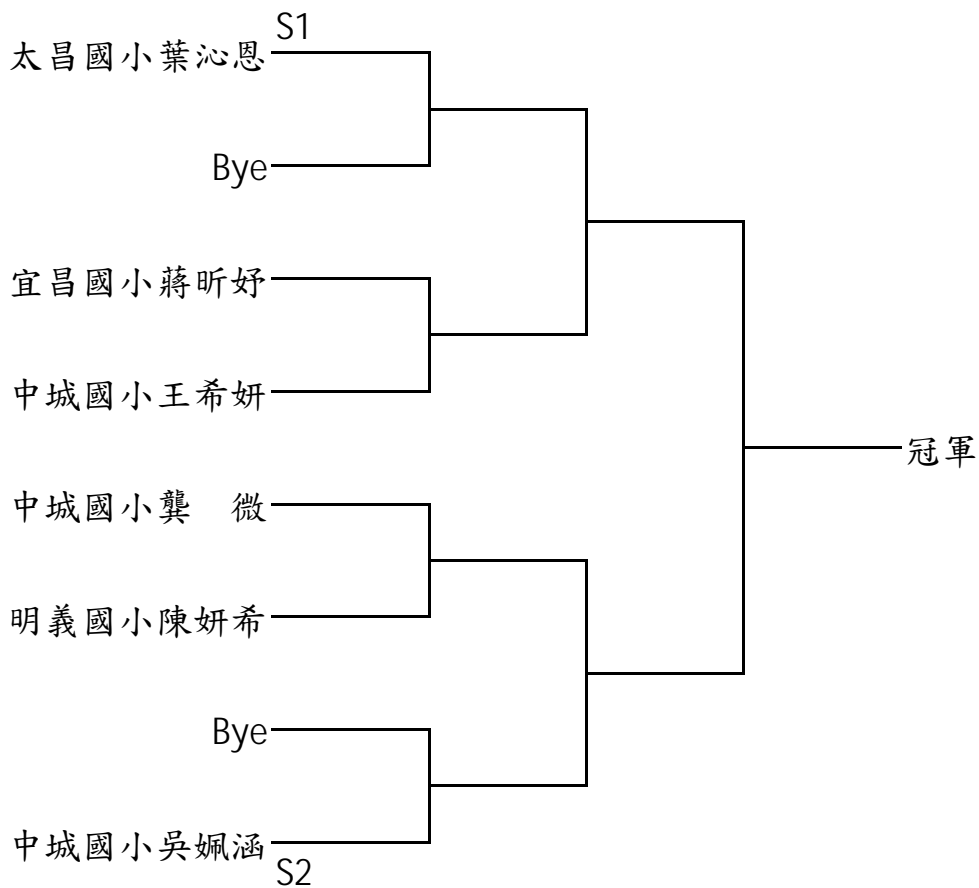 S1
太昌國小葉沁恩
Bye
宜昌國小蔣昕妤
中城國小王希妍
冠軍
中城國小龔　微
明義國小陳妍希
Bye
中城國小吳姵涵
S2